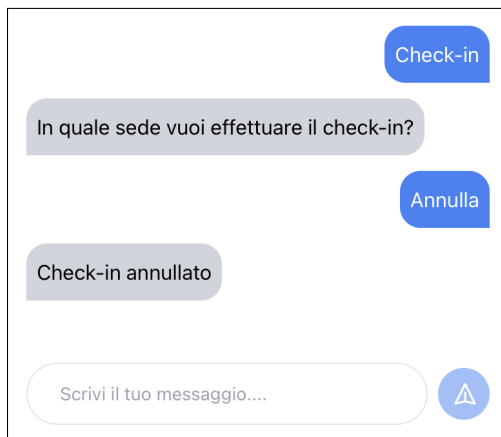 Check-in
In quale sede vuoi effettuare il check-in?
Annulla
Check-in annullato
Scrivi il tuo messaggio....